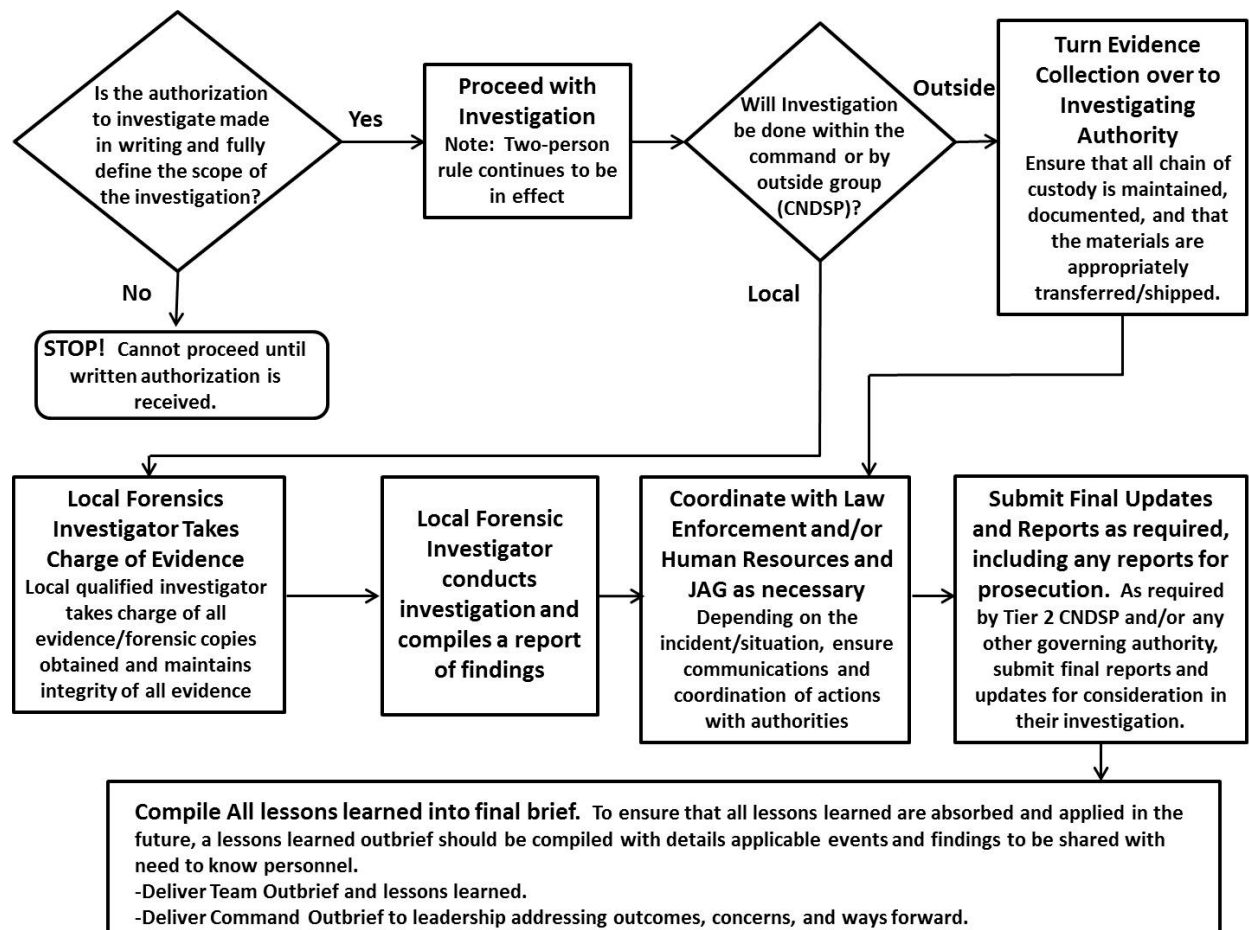 Is the authorization
to investigate made
in writing and fully
define the scope of
the investigation?
Yes
No
STOP! Cannot proceed until
written authorization is
received.
Proceed with
Investigation
Note: Two-person
rule continues to be
in effect
Will Investigation
be done within the
command or by
outside group
(CNDSP)?
Outside
Local
Turn Evidence
Collection over to
Investigating
Authority
Ensure that all chain of
custody is maintained,
documented, and that
the materials are
appropriately
transferred/shipped.
Local Forensics
Investigator Takes
Charge of Evidence
Local qualified investigator
takes charge of all
evidence/forensic copies
obtained and maintains
integrity of all evidence
Local Forensic
Investigator
conducts
investigation and
compiles a report
of findings
Coordinate with Law
Enforcement and/or
Human Resources and
JAG as necessary
Depending on the
incident/situation, ensure
communications and
coordination of actions
with authorities
Submit Final Updates
and Reports as required,
including any reports for
prosecution. As required
by Tier 2 CNDSP and/or any
other governing authority,
submit final reports and
updates for consideration in
their investigation.
Compile All lessons learned into final brief. To ensure that all lessons learned are absorbed and applied in the
future, a lessons learned outbrief should be compiled with details applicable events and findings to be shared with
need to know personnel.
-Deliver Team Outbrief and lessons learned.
-Deliver Command Outbrief to leadership addressing outcomes, concerns, and ways forward.